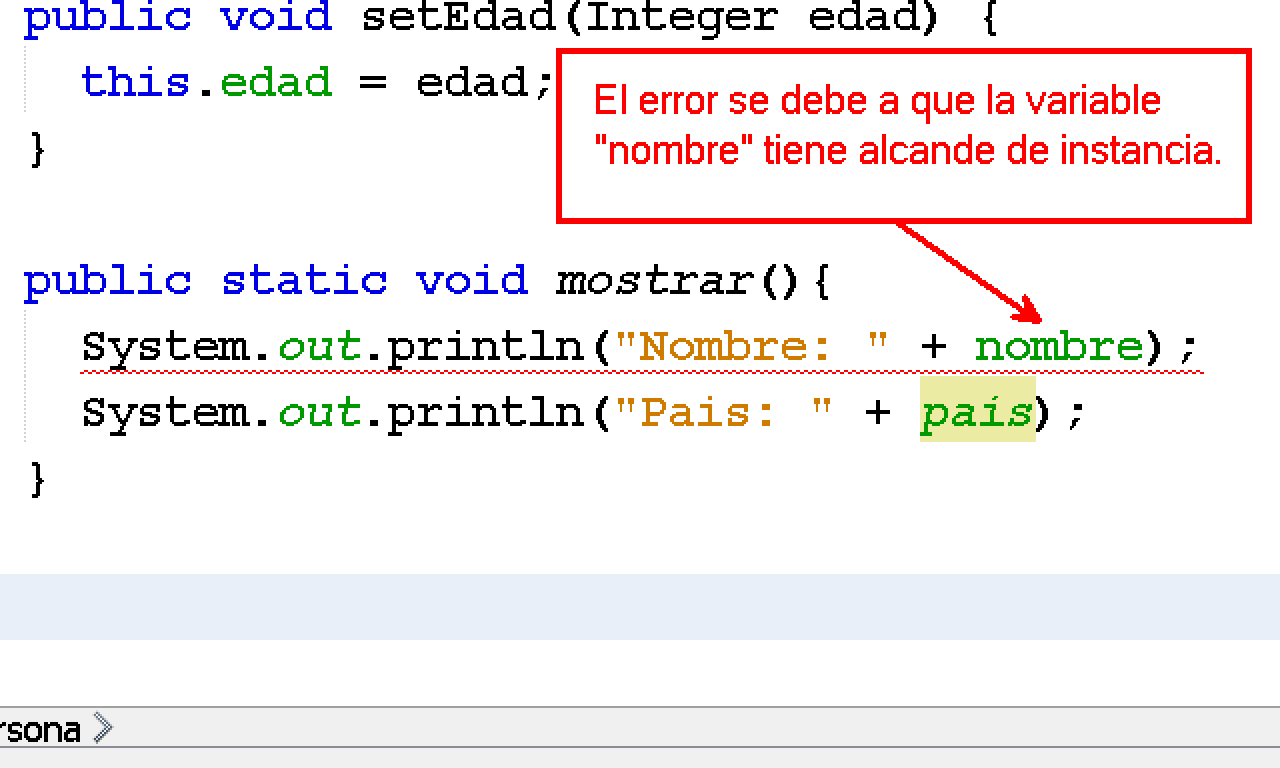 public void setEdad(Integer edad) {
this.edad = edad;
El error se debe a que la variable
"nombre" tiene alcande de instancia.
}
public static void mostrar(){
System.out.println("Nombre: " + nombre);
System.out.println("Pais: " + pais);
}
rsona